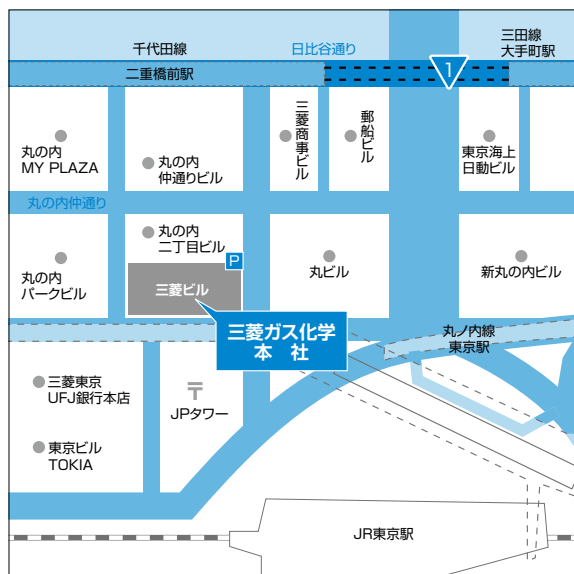 千代田線
日比谷通り
三田線
大手町駅
二重橋前駅
1
三菱商事ビル
郵船ビル
丸の内
MY PLAZA
丸の内
仲通りビル
東京海上
日動ビル
丸の内仲通り
丸の内
二丁目ビル
P
丸の内
パークビル
三菱ビル
丸ビル
新丸の内ビル
三菱ガス化学
本 社
丸ノ内線
東京駅
三菱東京
UFJ銀行本店
〒
JPタワー
東京ビル
TOKIA
JR東京駅